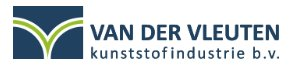 VAN DER VLEUTEN
kunststofindustrie b.v.